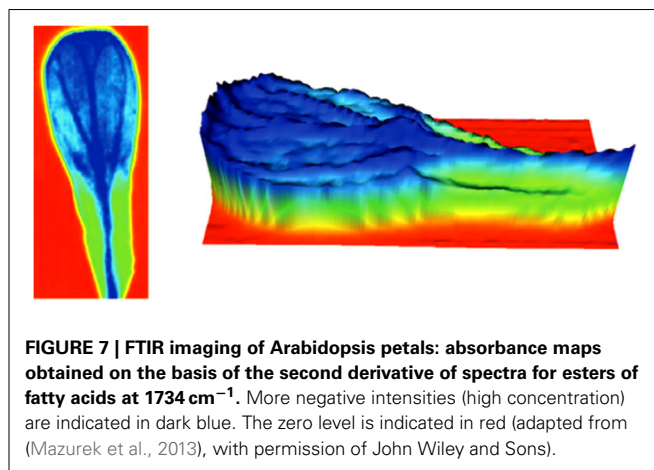 FIGURE 7 | FTIR imaging of Arabidopsis petals: absorbance maps
obtained on the basis of the second derivative of spectra for esters of
fatty acids at 1734 cm⁻¹. More negative intensities (high concentration)
are indicated in dark blue. The zero level is indicated in red (adapted from
(Mazurek et al., 2013), with permission of John Wiley and Sons).